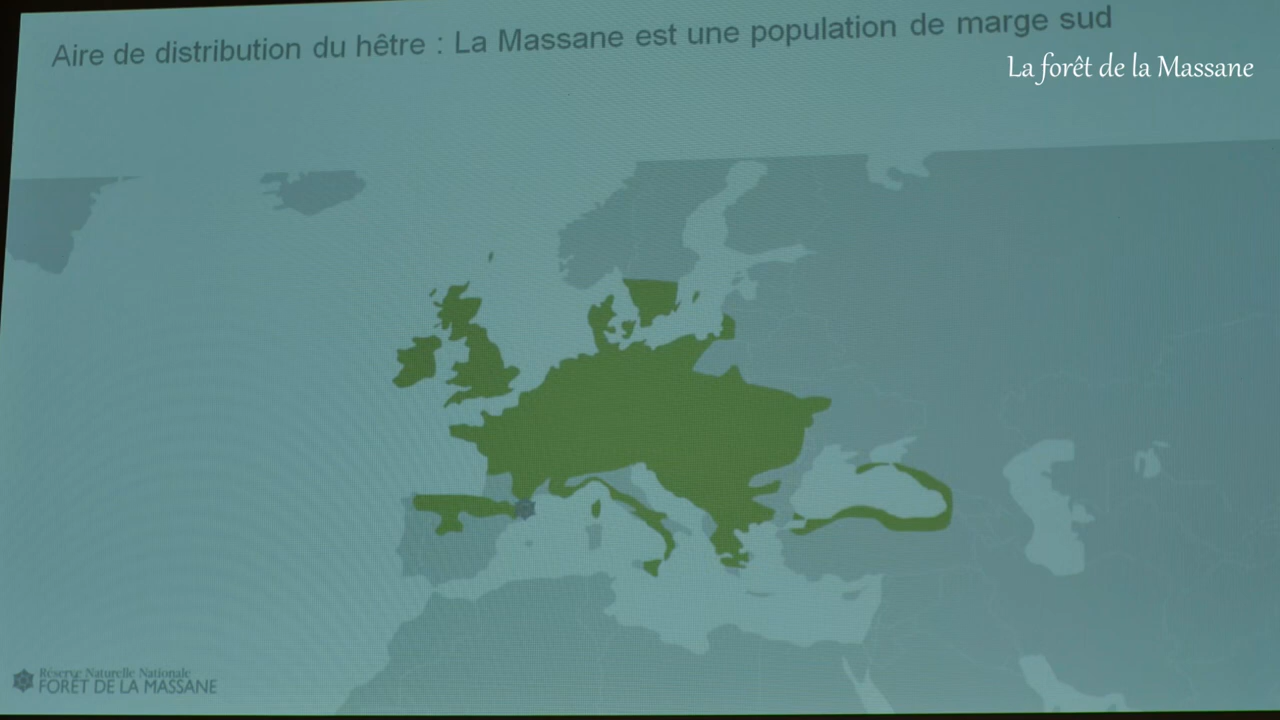 Aire de distribution du hêtre : La Massane est une population de marge sud
La forêt de la Massane
Réserve Naturelle Nationale
FORÊT DE LA MASSANE